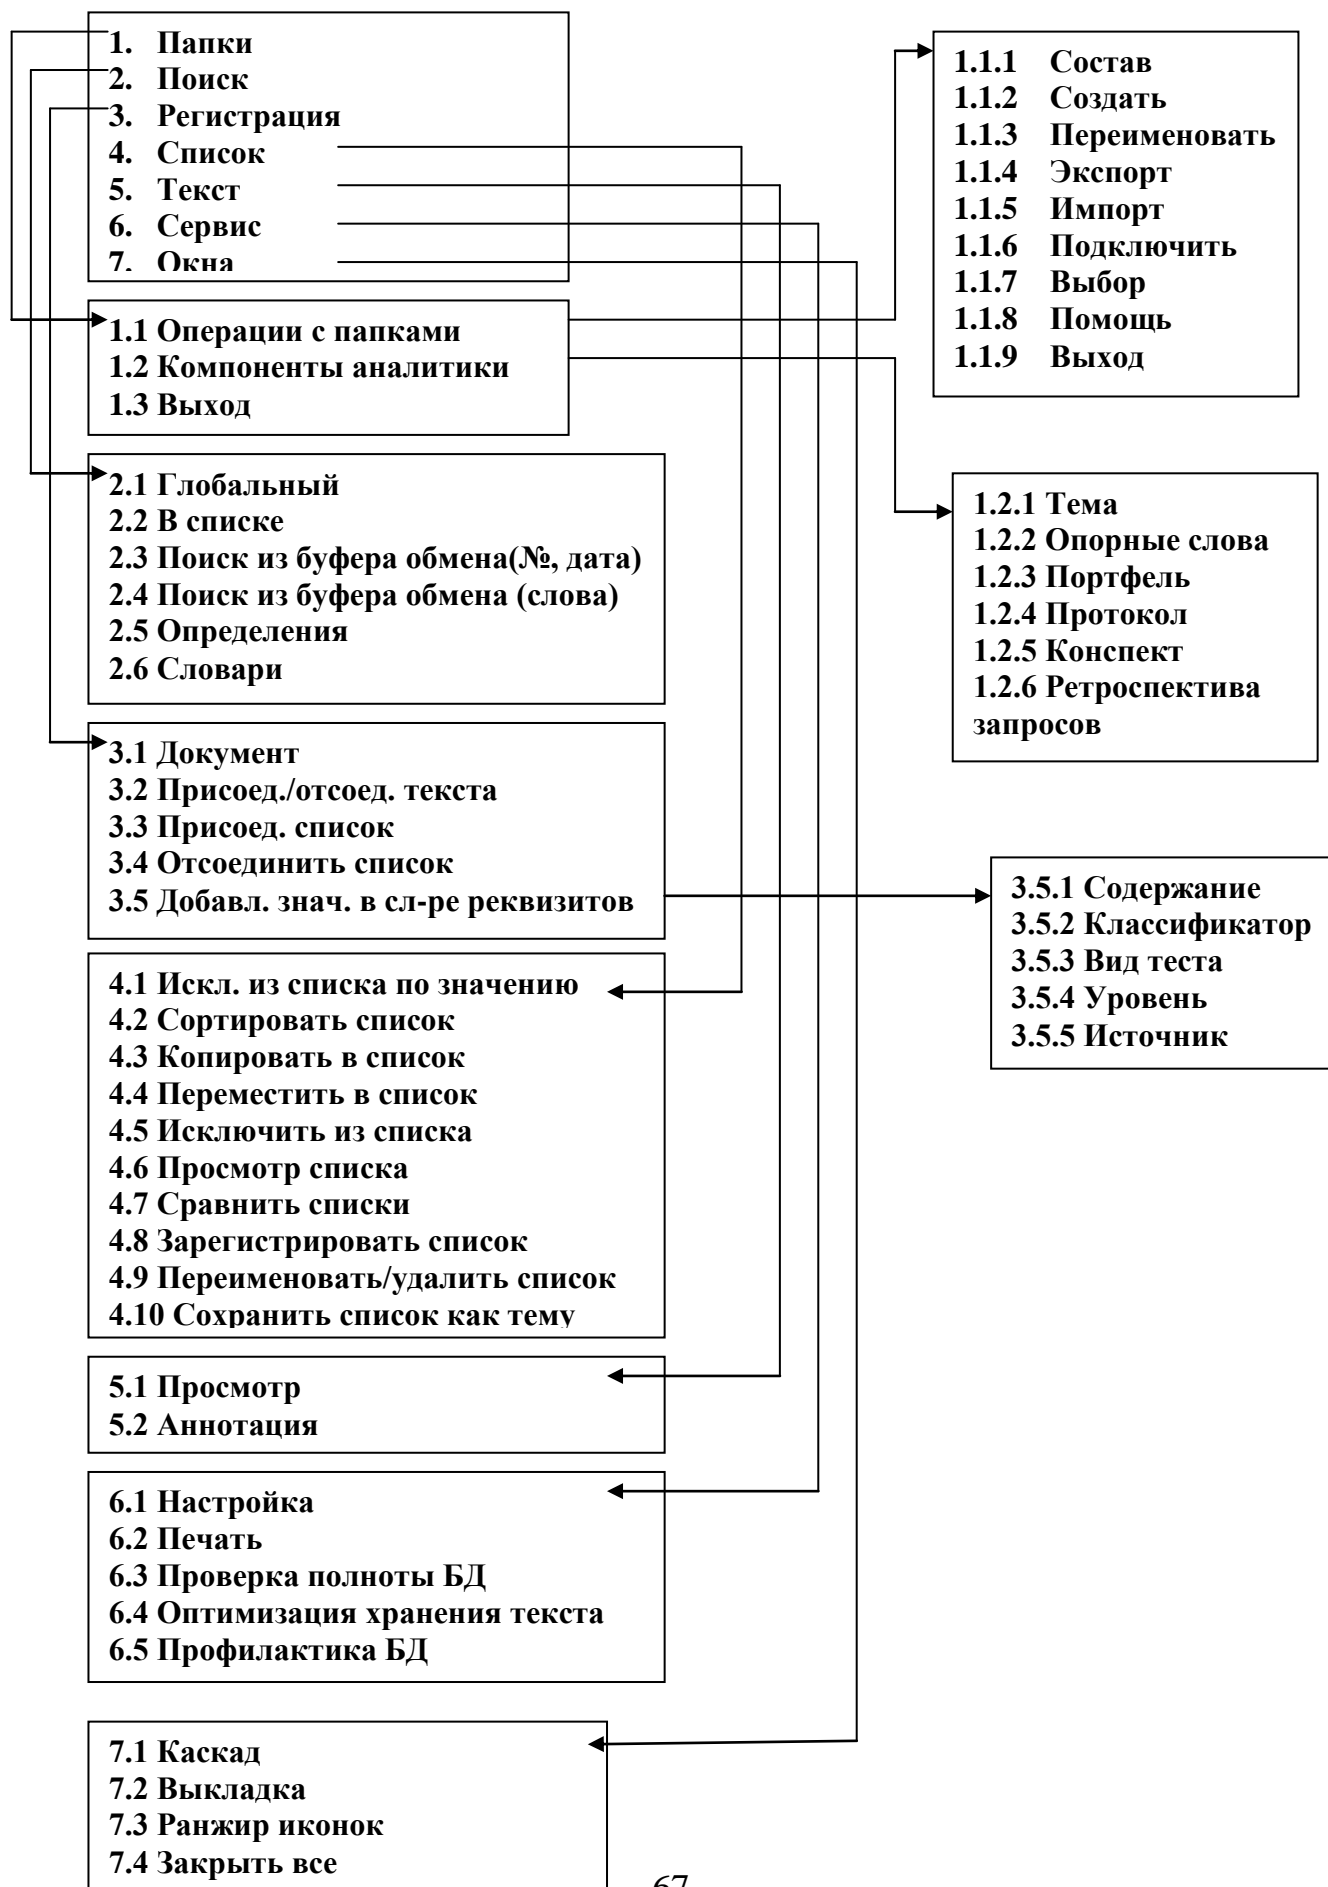 1. Папки
2. Поиск
3. Регистрация
4. Список
5. Текст
6. Сервис
7. Окна
1.1 Операции с папками
1.2 Компоненты аналитики
1.3 Выход
2.1 Глобальный
2.2 В списке
2.3 Поиск из буфера обмена(№, дата)
2.4 Поиск из буфера обмена (слова)
2.5 Определения
2.6 Словари
3.1 Документ
3.2 Присоед./отсоед. текста
3.3 Присоед. список
3.4 Отсоединить список
3.5 Добавл. знач. в сл-ре реквизитов
4.1 Искл. из списка по значению
4.2 Сортировать список
4.3 Копировать в список
4.4 Переместить в список
4.5 Исключить из списка
4.6 Просмотр списка
4.7 Сравнить списки
4.8 Зарегистрировать список
4.9 Переименовать/удалить список
4.10 Сохранить список как тему
5.1 Просмотр
5.2 Аннотация
6.1 Настройка
6.2 Печать
6.3 Проверка полноты БД
6.4 Оптимизация хранения текста
6.5 Профилактика БД
7.1 Каскад
7.2 Выкладка
7.3 Ранжир иконок
7.4 Закрыть все
1.1.1 Состав
1.1.2 Создать
1.1.3 Переименовать
1.1.4 Экспорт
1.1.5 Импорт
1.1.6 Подключить
1.1.7 Выбор
1.1.8 Помощь
1.1.9 Выход
1.2.1 Тема
1.2.2 Опорные слова
1.2.3 Портфель
1.2.4 Протокол
1.2.5 Конспект
1.2.6 Ретроспектива
запросов
3.5.1 Содержание
3.5.2 Классификатор
3.5.3 Вид теста
3.5.4 Уровень
3.5.5 Источник
67